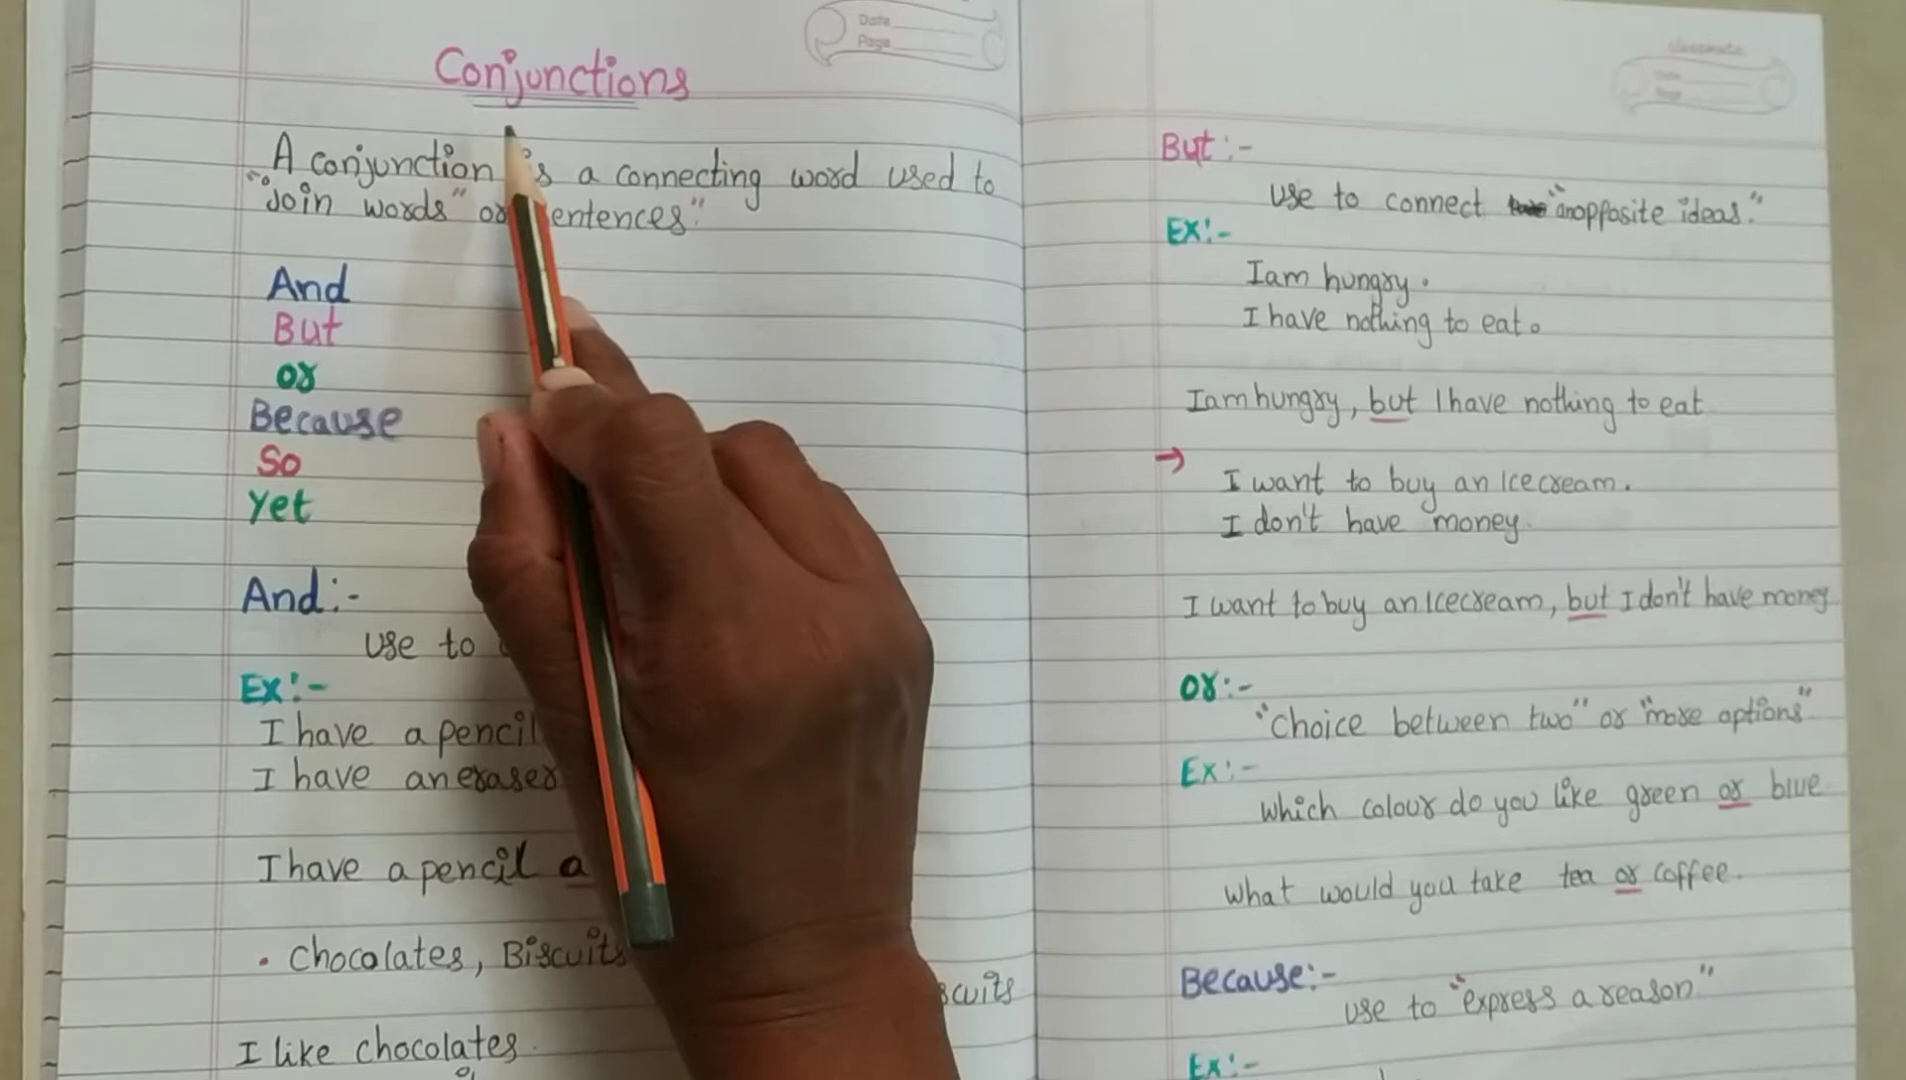 Date
Page
Conjunctions
A conjunction is a connecting word used to
"Join words" or sentences"
And
But
or
Because
So
Yet
And:-
use to
Ex:-
I have a pencil
I have an eraser
I have a pencil a
. Chocolates, Biscuits
scuits
I like chocolates.
classmate
Date
Page
But:-
use to connect "an opposite ideas."
EX:-
I am hungry.
I have nothing to eat.
I am hungry, but I have nothing to eat
→ I want to buy an Icecream.
I don't have money.
I want to buy an Icecream, but I don't have money
or:-
"choice between two" or "more options"
Ex:-
which colour do you like green or blue
what would you take tea or coffee.
Because:-
use to "express a reason"
Ex:-